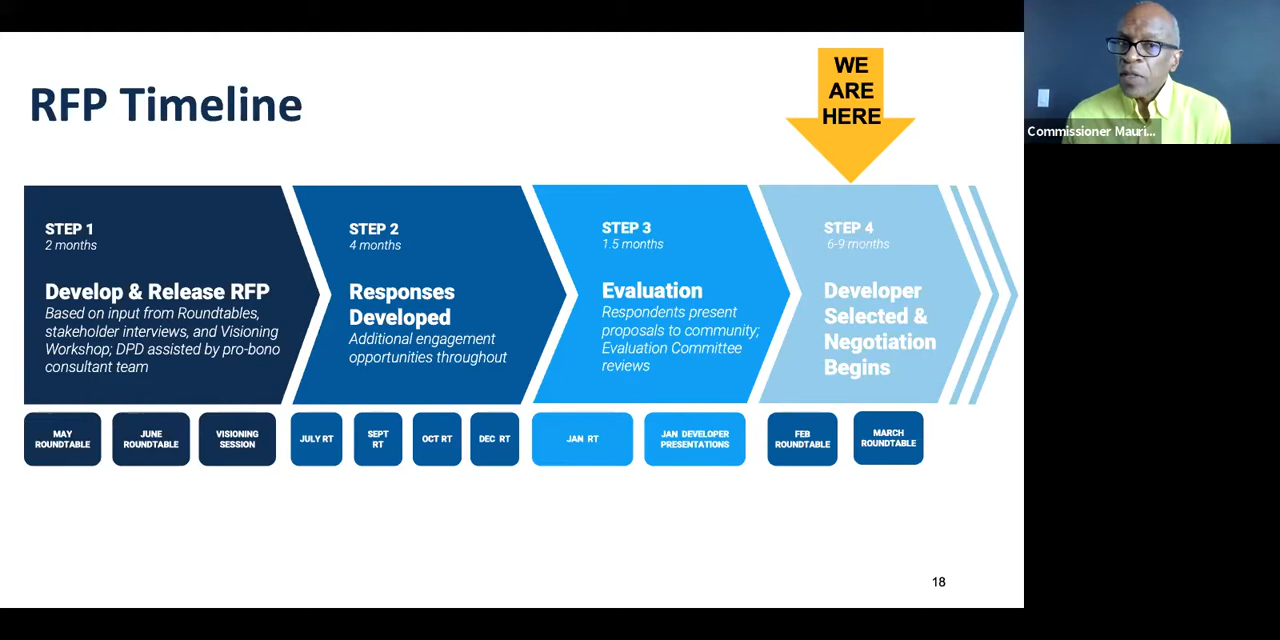 RFP Timeline
WE
ARE
HERE
Commissioner Mauri...
STEP 1
2 months
Develop & Release RFP
Based on input from Roundtables,
stakeholder interviews, and Visioning
Workshop; DPD assisted by pro-bono
consultant team
STEP 2
4 months
Responses
Developed
Additional engagement
opportunities throughout
STEP 3
1.5 months
Evaluation
Respondents present
proposals to community;
Evaluation Committee
reviews
STEP 4
6-9 months
Developer
Selected &
Negotiation
Begins
MAY
ROUNDTABLE
JUNE
ROUNDTABLE
VISIONING
SESSION
JULY RT
SEPT
RT
OCT RT
DEC RT
JAN RT
JAN DEVELOPER
PRESENTATIONS
FEB
ROUNDTABLE
MARCH
ROUNDTABLE
18